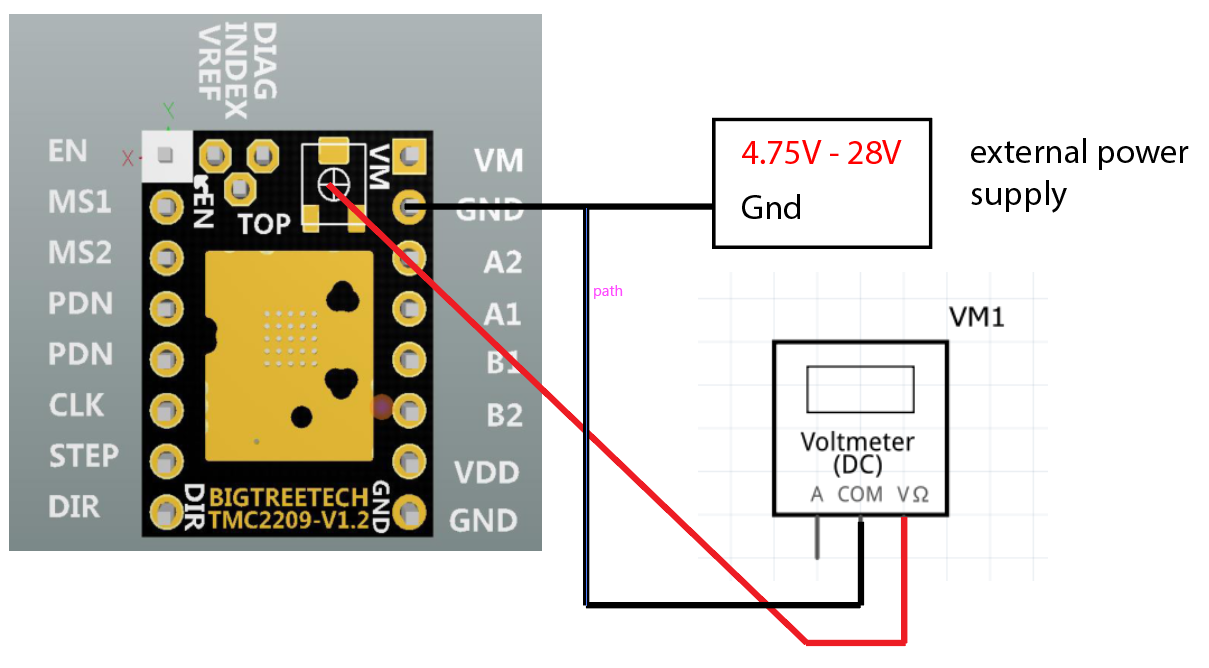 DIAG
INDEX
VREF
Y
X
EN
MS1
MS2
PDN
PDN
CLK
STEP
DIR
EN
TOP
VM
DIR
BIGTREETECH
TMC2209-V1.2
GND
VM
GND
A2
A1
B1
B2
VDD
GND
4.75V - 28V
Gnd
external power
supply
path
VM1
Voltmeter
(DC)
A COM VΩ